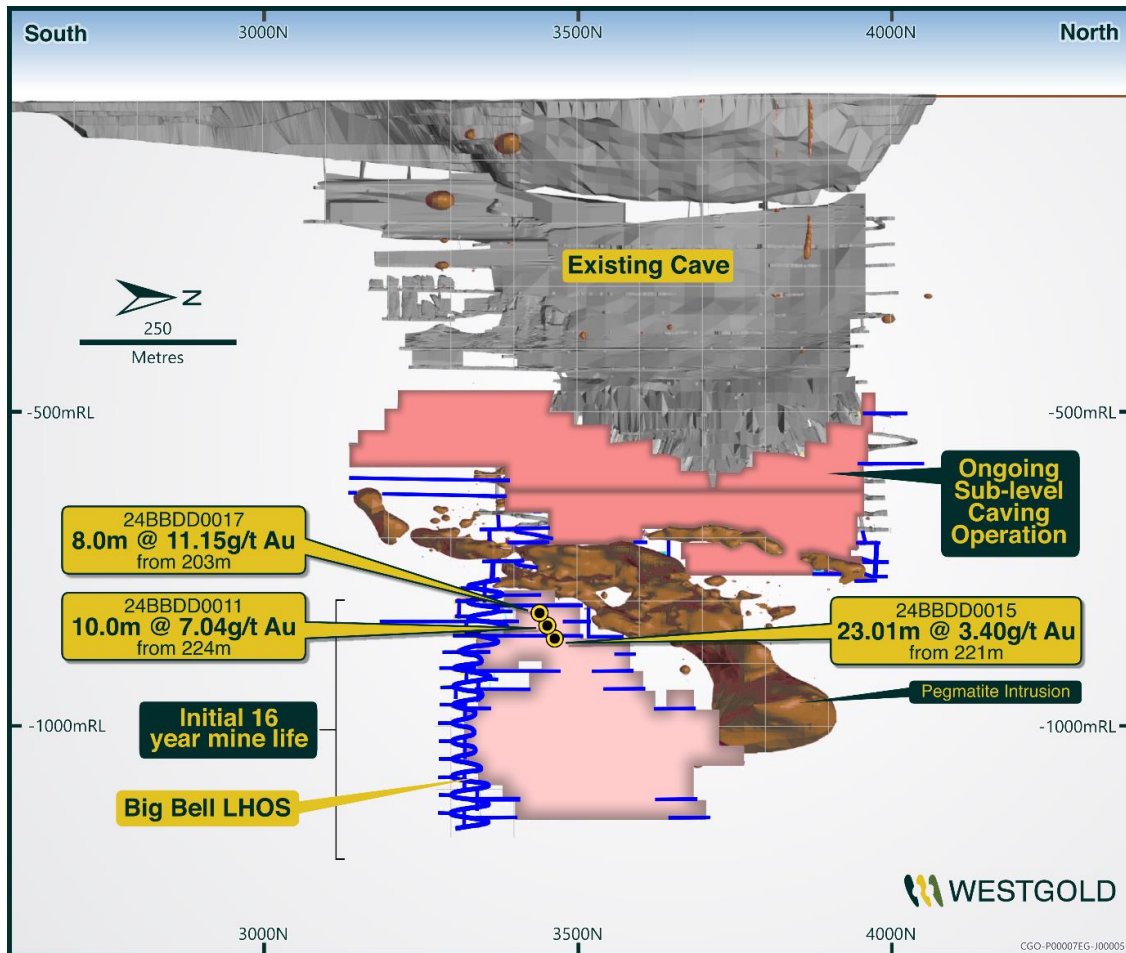 South
3000N
3500N
4000N
North
Existing Cave
N
250
Metres
-500mRL
-500mRL
Ongoing
Sub-level
Caving
Operation
24BBDD0017
8.0m @ 11.15g/t Au
from 203m
24BBDD0011
10.0m @ 7.04g/t Au
from 224m
24BBDD0015
23.01m @ 3.40g/t Au
from 221m
Pegmatite Intrusion
-1000mRL
-1000mRL
Initial 16
year mine life
Big Bell LHOS
WESTGOLD
3000N
3500N
4000N
CGO-P00007EG-J00005